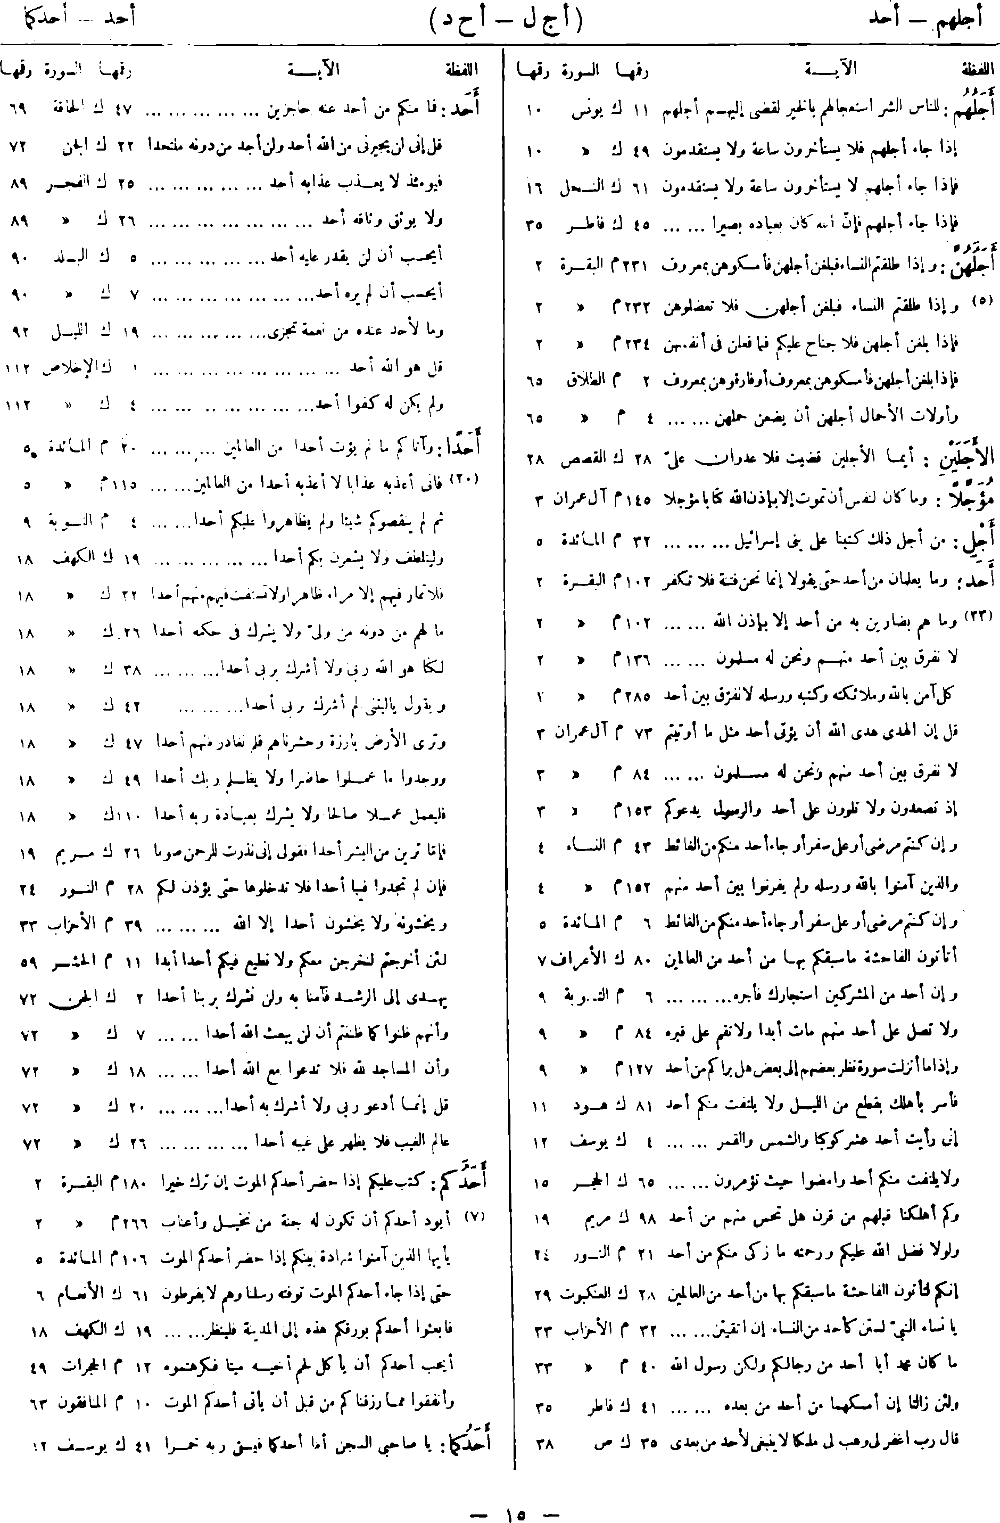 أجلهم — أحد
(أ ج ل — أ ح د)
أحد — أحدكما
اللفظة الآيــة رقمها السورة رقمها
أَجَلُهُم : للناس الشر استعجالهم بالخير لقضى إليهم أجلهم ١١ ك يونس ١٠
إذا جاء أجلهم فلا يستأخرون ساعة ولا يستقدمون ٤٩ ك » ١٠
فإذا جاء أجلهم لا يستأخرون ساعة ولا يستقدمون ٦١ ك النحل ١٦
فإذا جاء أجلهم فإنّ الله كان بعباده بصيرا ... ... ٤٥ ك فاطر ٣٥
أَجَلَهُنَّ : وإذا طلقتم النساء فبلغن أجلهن فأمسكوهن بمعروف ٢٣١ م البقرة ٢
(٥) وإذا طلقتم النساء فبلغن أجلهن فلا تعضلوهن ٢٣٢ م » ٢
فإذا بلغن أجلهن فلا جناح عليكم فيما فعلن فى أنفسهن ٢٣٤ م » ٢
فإذا بلغن أجلهن فأمسكوهن بمعروف أو فارقوهن بمعروف ٢ م الطلاق ٦٥
وأولات الأحمال أجلهن أن يضعن حملهن ... ... ٤ م » ٦٥
الأَجَلَيْنِ : أيما الأجلين قضيت فلا عدوان علىّ ٢٨ ك القصص ٢٨
مُؤَجَّلًا : وما كان لنفس أن تموت إلا بإذن الله كتابا مؤجلا ١٤٥ م آل عمران ٣
أَجْلِ : من أجل ذلك كتبنا على بنى إسرائيل ... ... ... ٣٢ م المائدة ٥
أَحَد : وما يعلمان من أحد حتى يقولا إنما نحن فتنة فلا تكفر ١٠٢ م البقرة ٢
(٣٣) وما هم بضارين به من أحد إلا بإذن الله ... ... ١٠٢ م » ٢
لا نفرق بين أحد منهم ونحن له مسلمون ... ... ١٣٦ م » ٢
كل آمن بالله وملائكته وكتبه ورسله لا نفرق بين أحد ٢٨٥ م » ٢
قل إن الهدى هدى الله أن يؤتى أحد مثل ما أوتيتم ٧٣ م آل عمران ٣
لا نفرق بين أحد منهم ونحن له مسلمون ... ... ٨٤ م » ٣
إذ تصعدون ولا تلوون على أحد والرسول يدعوكم ١٥٣ م » ٣
وإن كنتم مرضى أو على سفر أو جاء أحد منكم من الغائط ٤٣ م النساء ٤
والذين آمنوا بالله ورسله ولم يفرقوا بين أحد منهم ١٥٢ م » ٤
وإن كنتم مرضى أو على سفر أو جاء أحد منكم من الغائط ٦ م المائدة ٥
أتأتون الفاحشة ما سبقكم بها من أحد من العالمين ٨٠ ك الأعراف ٧
وإن أحد من المشركين استجارك فأجره ... ... ... ٦ م التوبة ٩
ولا تصل على أحد منهم مات أبدا ولا تقم على قبره ٨٤ م » ٩
وإذا ما أنزلت سورة نظر بعضهم إلى بعض هل يراكم من أحد ١٢٧ م » ٩
فأسر بأهلك بقطع من الليل ولا يلتفت منكم أحد ٨١ ك هود ١١
إنى رأيت أحد عشر كوكبا والشمس والقمر ... ... ٤ ك يوسف ١٢
ولا يلتفت منكم أحد وامضوا حيث تؤمرون ... ... ٦٥ ك الحجر ١٥
وكم أهلكنا قبلهم من قرن هل تحس منهم من أحد ٩٨ ك مريم ١٩
ولولا فضل الله عليكم ورحمته ما زكى منكم من أحد ٢١ م النور ٢٤
إنكم لتأتون الفاحشة ما سبقكم بها من أحد من العالمين ٢٨ ك العنكبوت ٢٩
يا نساء النبىّ لستن كأحد من النساء إن اتقيتن ... ... ٣٢ م الأحزاب ٣٣
ما كان محمد أبا أحد من رجالكم ولكن رسول الله ٤٠ م » ٣٣
ولئن زالتا إن أمسكهما من أحد من بعده ... ... ٤١ ك فاطر ٣٥
قال رب اغفر لى وهب لى ملكا لا ينبغى لأحد من بعدى ٣٥ ك ص ٣٨
اللفظة الآيــة رقمها السورة رقمها
أَحَد : فما منكم من أحد عنه حاجزين ... ... ... ... ٤٧ ك الحاقة ٦٩
قل إنى لن يجيرنى من الله أحد ولن أجد من دونه ملتحدا ٢٢ ك الجن ٧٢
فيومئذ لا يعذب عذابه أحد ... ... ... ... ... ٢٥ ك الفجر ٨٩
ولا يوثق وثاقه أحد ... ... ... ... ... ... ... ٢٦ ك » ٨٩
أيحسب أن لن يقدر عليه أحد ... ... ... ... ... ٥ ك البلد ٩٠
أيحسب أن لم يره أحد ... ... ... ... ... ... ... ٧ ك » ٩٠
وما لأحد عنده من نعمة تجزى ... ... ... ... ... ١٩ ك الليل ٩٢
قل هو الله أحد ... ... ... ... ... ... ... ... ١ ك الإخلاص ١١٢
ولم يكن له كفوا أحد ... ... ... ... ... ... ... ٤ ك » ١١٢
أَحَدًا : وآتاكم ما لم يؤت أحدا من العالمين ... ... ... ٢٠ م المائدة ٥
(٢٠) فإنى أعذبه عذابا لا أعذبه أحدا من العالمين ... ... ١١٥ م » ٥
ثم لم ينقصوكم شيئا ولم يظاهروا عليكم أحدا ... ... ٤ م التوبة ٩
وليتلطف ولا يشعرن بكم أحدا ... ... ... ... ... ١٩ ك الكهف ١٨
فلا تمار فيهم إلا مراء ظاهرا ولا تستفت فيهم منهم أحدا ٢٢ ك » ١٨
ما لهم من دونه من ولىّ ولا يشرك فى حكمه أحدا ٢٦ ك » ١٨
لكنا هو الله ربى ولا أشرك بربى أحدا ... ... ... ٣٨ ك » ١٨
ويقول ياليتنى لم أشرك بربى أحدا ... ... ... ٤٢ ك » ١٨
وترى الأرض بارزة وحشرناهم فلم نغادر منهم أحدا ٤٧ ك » ١٨
ووجدوا ما عملوا حاضرا ولا يظلم ربك أحدا ٤٩ ك » ١٨
فليعمل عملا صالحا ولا يشرك بعبادة ربه أحدا ١١٠ ك » ١٨
فإمّا ترين من البشر أحدا فقولى إنى نذرت للرحمن صوما ٢٦ ك مريم ١٩
فإن لم تجدوا فيها أحدا فلا تدخلوها حتى يؤذن لكم ٢٨ م النور ٢٤
ويخشونه ولا يخشون أحدا إلا الله ... ... ... ٣٩ م الأحزاب ٣٣
لئن أخرجتم لنخرجن معكم ولا نطيع فيكم أحدا أبدا ١١ م الحشر ٥٩
يهدى إلى الرشد فآمنا به ولن نشرك بربنا أحدا ٢ ك الجن ٧٢
وأنهم ظنوا كما ظننتم أن لن يبعث الله أحدا ... ... ٧ ك » ٧٢
وأن المساجد لله فلا تدعوا مع الله أحدا ... ... ١٨ ك » ٧٢
قل إنما أدعو ربى ولا أشرك به أحدا ... ... ... ٢٠ ك » ٧٢
عالم الغيب فلا يظهر على غيبه أحدا ... ... ... ... ٢٦ ك » ٧٢
أَحَدَكُم : كتب عليكم إذا حضر أحدكم الموت إن ترك خيرا ١٨٠ م البقرة ٢
(٧) أيود أحدكم أن تكون له جنة من نخيل وأعناب ٢٦٦ م » ٢
يأيها الذين آمنوا شهادة بينكم إذا حضر أحدكم الموت ١٠٦ م المائدة ٥
حتى إذا جاء أحدكم الموت توفته رسلنا وهم لا يفرطون ٦١ ك الأنعام ٦
فابعثوا أحدكم بورقكم هذه إلى المدينة فلينظر ... ... ١٩ ك الكهف ١٨
أيحب أحدكم أن يأكل لحم أخيه ميتا فكرهتموه ١٢ م الحجرات ٤٩
وأنفقوا مما رزقناكم من قبل أن يأتى أحدكم الموت ١٠ م المنافقون ٦٣
أَحَدُكُمَا : يا صاحبى السجن أما أحدكما فيسقى ربه خمرا ٤١ ك يوسف ١٢
— ١٥ —